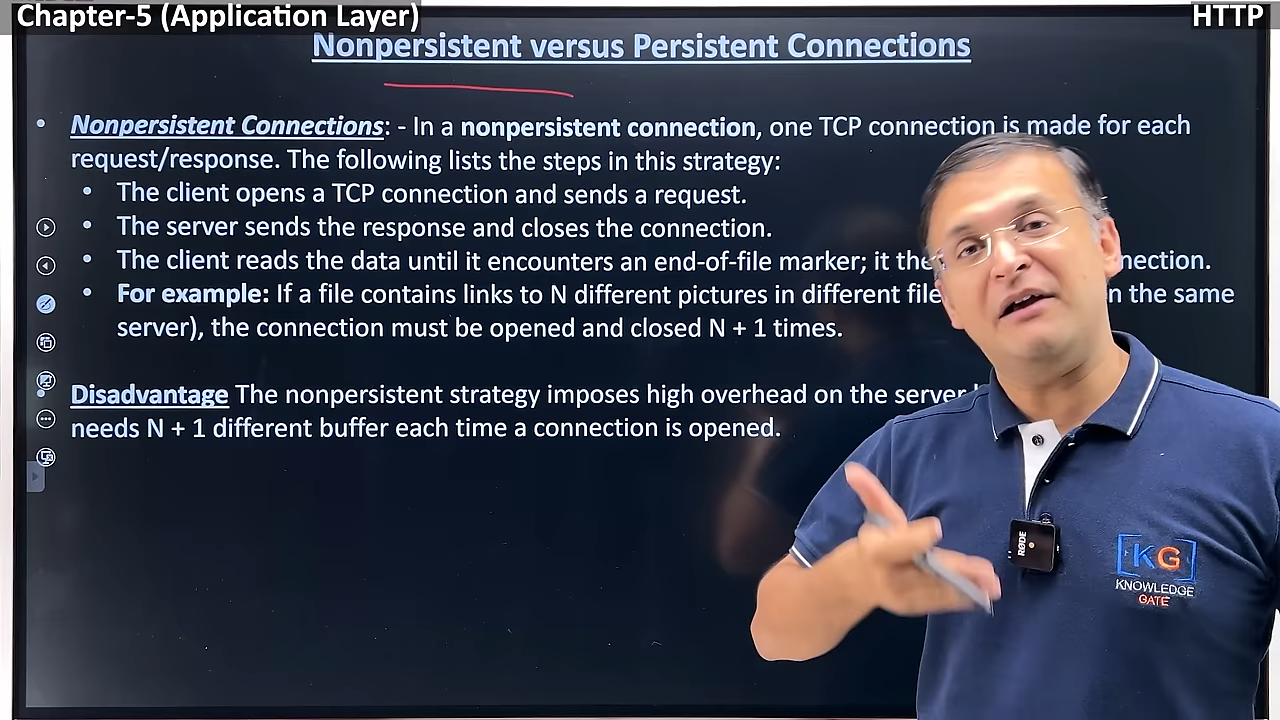 Chapter-5 (Application Layer)
HTTP
Nonpersistent versus Persistent Connections
• Nonpersistent Connections: - In a nonpersistent connection, one TCP connection is made for each
request/response. The following lists the steps in this strategy:
• The client opens a TCP connection and sends a request.
• The server sends the response and closes the connection.
• The client reads the data until it encounters an end-of-file marker; it
• For example: If a file contains links to N different pictures in different the same
server), the connection must be opened and closed N + 1 times.
• Disadvantage The nonpersistent strategy imposes high overhead on the server
needs N + 1 different buffer each time a connection is opened.
RØDE
KG
KNOWLEDGE
GATE